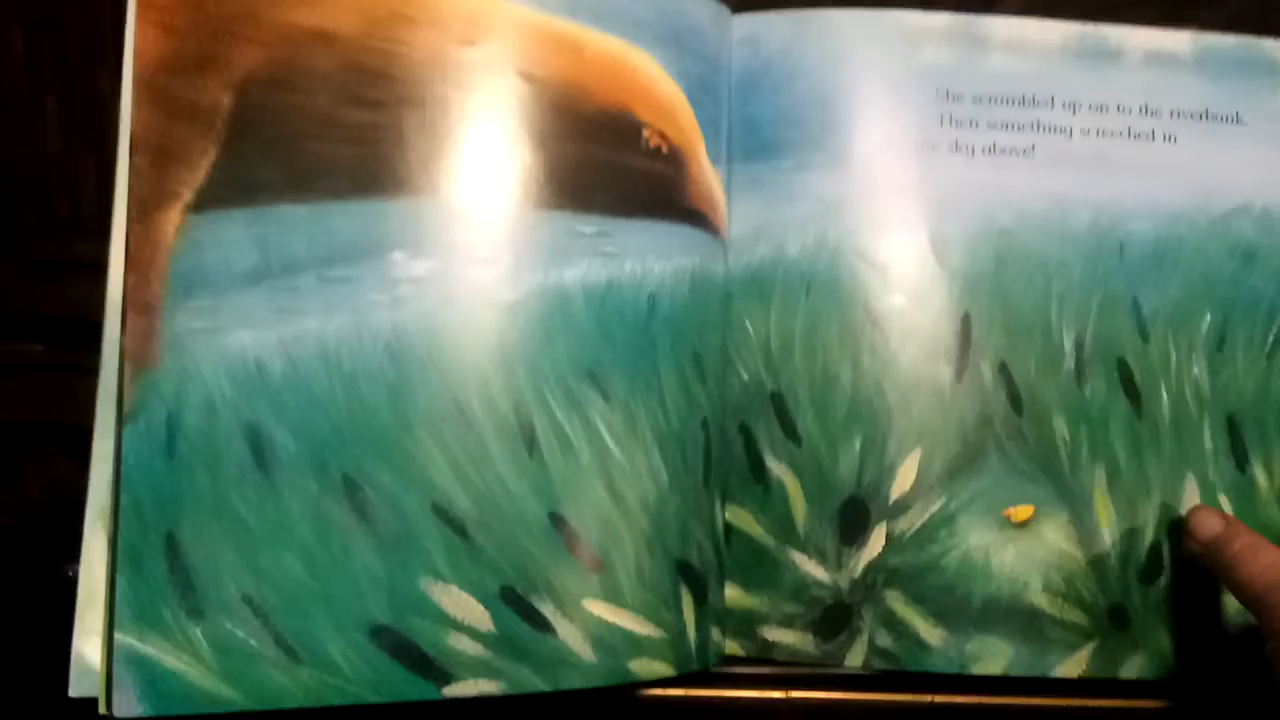 She scrambled up on to the riverbank.
Then something screeched in
sky above!